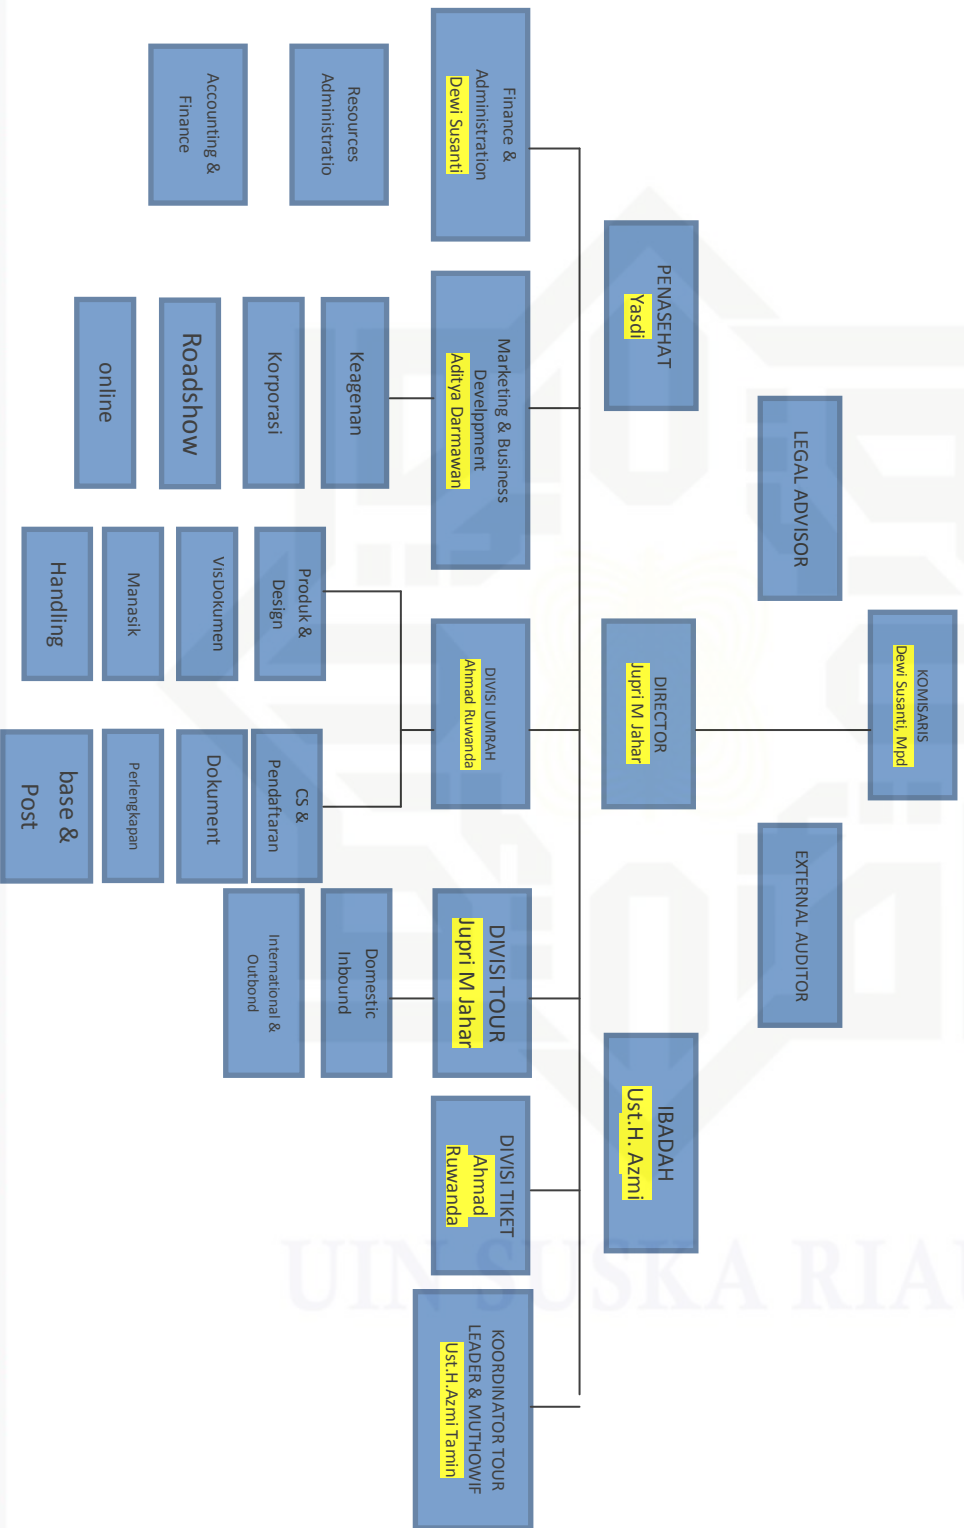 KOMISARIS
Dewi Susanti, Mpd
LEGAL ADVISOR
EXTERNAL AUDITOR
PENASEHAT
Yasdi
DIRECTOR
Jupri M Jahar
IBADAH
Ust.H. Azmi
Finance &
Administration
Dewi Susanti
Marketing & Business
Develppment
Aditya Darmawan
DIVISI UMRAH
Ahmad Ruwanda
DIVISI TOUR
Jupri M Jahar
DIVISI TIKET
Ahmad
Ruwanda
KOORDINATOR TOUR
LEADER & MUTHOWIF
Ust.H.Azmi Tamin
Resources
Administratio
Accounting &
Finance
Keagenan
Korporasi
Roadshow
online
Produk &
Design
VisDokumen
Manasik
Handling
CS &
Pendaftaran
Dokument
Perlengkapan
base &
Post
Domestic
Inbound
International &
Outbond
UIN SUSKA RIAU